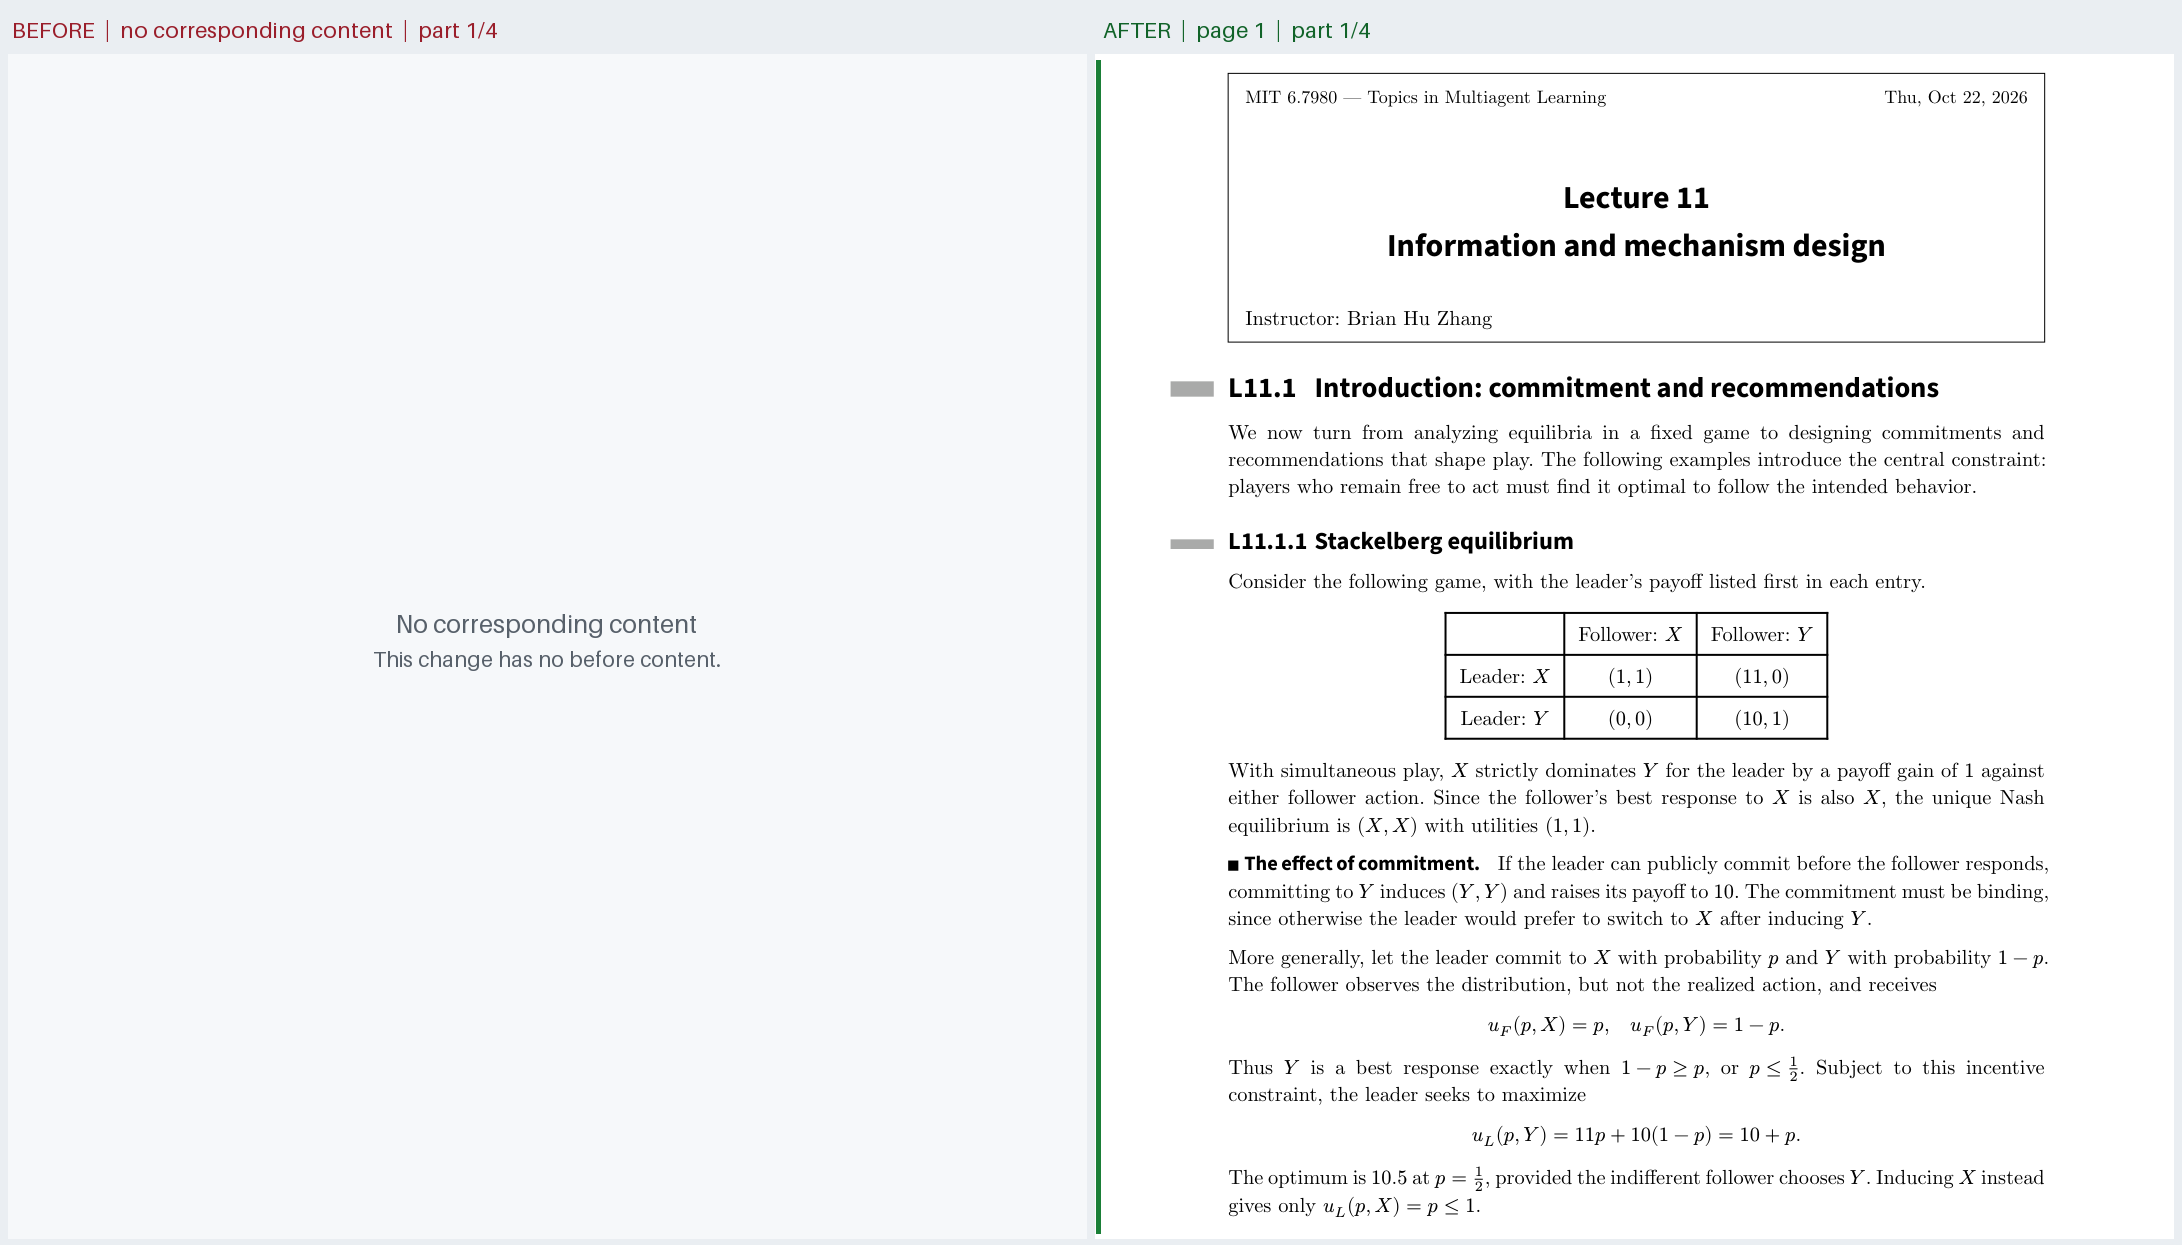 BEFORE | no corresponding content | part 1/4
No corresponding content
This change has no before content.
AFTER | page 1 | part 1/4
MIT 6.7980 — Topics in Multiagent Learning Thu, Oct 22, 2026
Lecture 11
Information and mechanism design
Instructor: Brian Hu Zhang
L11.1 Introduction: commitment and recommendations
We now turn from analyzing equilibria in a fixed game to designing commitments and
recommendations that shape play. The following examples introduce the central constraint:
players who remain free to act must find it optimal to follow the intended behavior.
L11.1.1 Stackelberg equilibrium
Consider the following game, with the leader's payoff listed first in each entry.
Follower: X Follower: Y
Leader: X (1, 1) (11, 0)
Leader: Y (0, 0) (10, 1)
With simultaneous play, X strictly dominates Y for the leader by a payoff gain of 1 against
either follower action. Since the follower's best response to X is also X, the unique Nash
equilibrium is (X, X) with utilities (1, 1).
■ The effect of commitment. If the leader can publicly commit before the follower responds,
committing to Y induces (Y, Y) and raises its payoff to 10. The commitment must be binding,
since otherwise the leader would prefer to switch to X after inducing Y.
More generally, let the leader commit to X with probability p and Y with probability 1 − p.
The follower observes the distribution, but not the realized action, and receives
u_F(p, X) = p, u_F(p, Y) = 1 − p.
Thus Y is a best response exactly when 1 − p ≥ p, or p ≤ 1/2. Subject to this incentive
constraint, the leader seeks to maximize
u_L(p, Y) = 11p + 10(1 − p) = 10 + p.
The optimum is 10.5 at p = 1/2, provided the indifferent follower chooses Y. Inducing X instead
gives only u_L(p, X) = p ≤ 1.